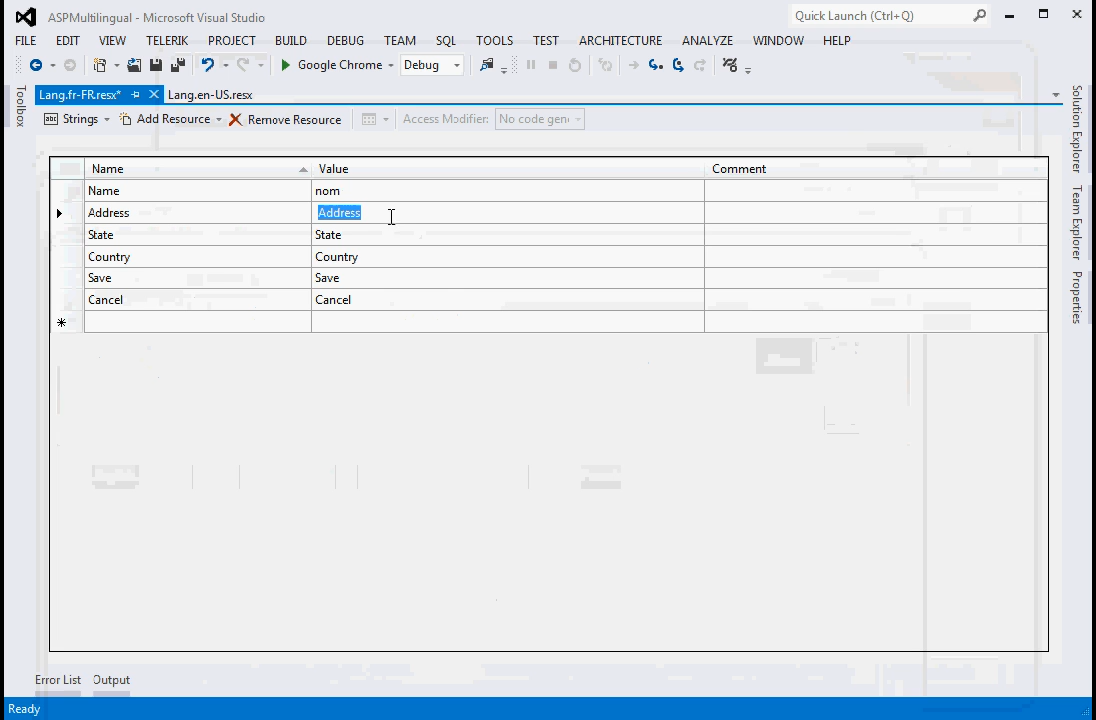 ASPMultilingual - Microsoft Visual Studio
Quick Launch (Ctrl+Q)
FILE EDIT VIEW TELERIK PROJECT BUILD DEBUG TEAM SQL TOOLS TEST ARCHITECTURE ANALYZE WINDOW HELP
Google Chrome Debug
Toolbox
Lang.fr-FR.resx* Lang.en-US.resx
Strings Add Resource Remove Resource Access Modifier: No code gen
Name Value Comment
Name nom
Address Address
State State
Country Country
Save Save
Cancel Cancel
Solution Explorer
Team Explorer
Properties
Error List Output
Ready